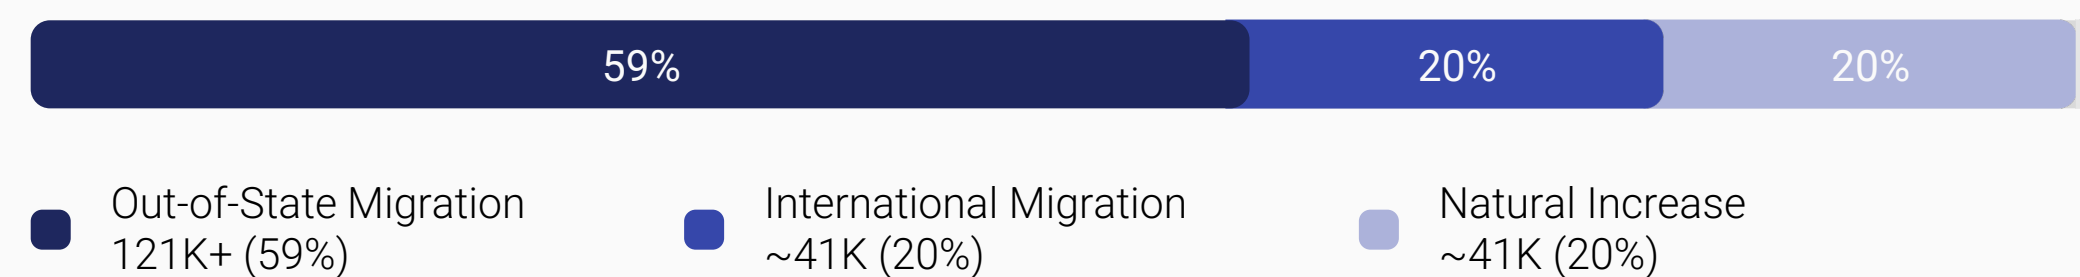 59%
20%
20%
Out-of-State Migration
121K+ (59%)
International Migration
~41K (20%)
Natural Increase
~41K (20%)